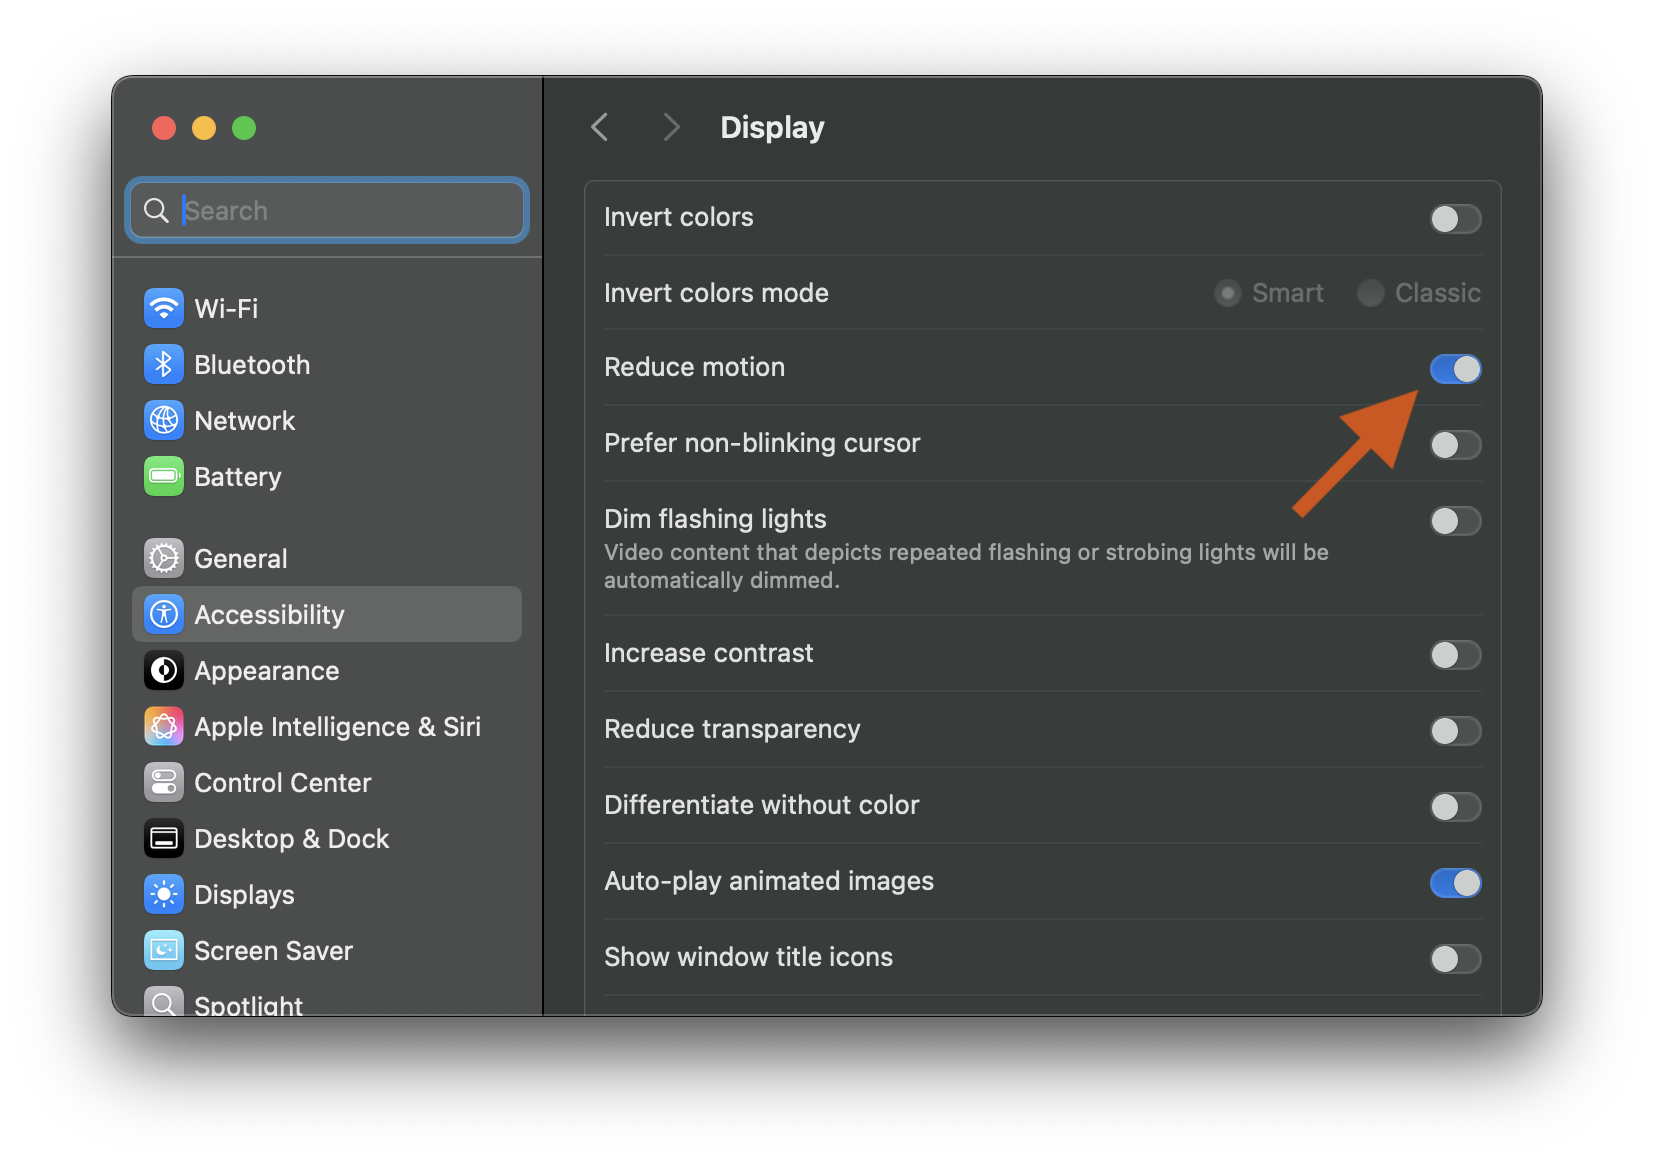 Display
Search
Wi-Fi
Bluetooth
Network
Battery
General
Accessibility
Appearance
Apple Intelligence & Siri
Control Center
Desktop & Dock
Displays
Screen Saver
Spotlight
Invert colors
Invert colors mode
Smart
Classic
Reduce motion
Prefer non-blinking cursor
Dim flashing lights
Video content that depicts repeated flashing or strobing lights will be
automatically dimmed.
Increase contrast
Reduce transparency
Differentiate without color
Auto-play animated images
Show window title icons